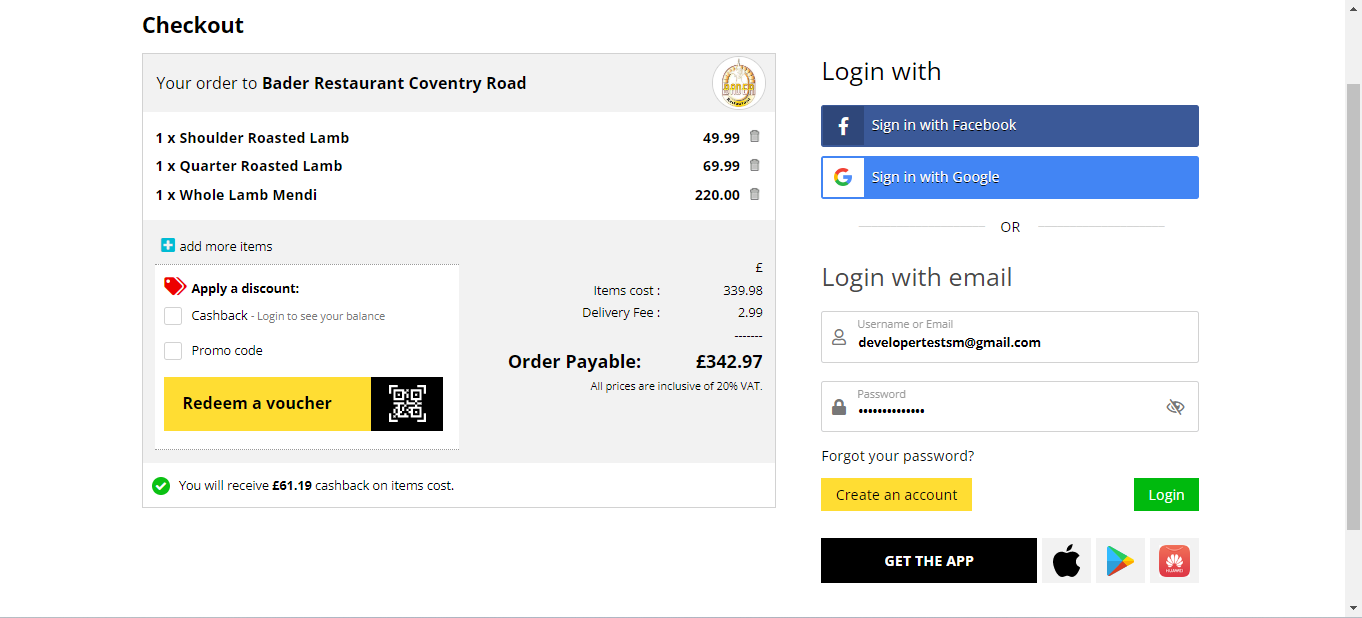 Checkout
Your order to Bader Restaurant Coventry Road
BADER
Restaurant
1 x Shoulder Roasted Lamb 49.99
1 x Quarter Roasted Lamb 69.99
1 x Whole Lamb Mendi 220.00
add more items
Apply a discount:
Cashback - Login to see your balance
Promo code
Redeem a voucher
£
Items cost : 339.98
Delivery Fee : 2.99
-------
Order Payable: £342.97
All prices are inclusive of 20% VAT.
You will receive £61.19 cashback on items cost.
Login with
Sign in with Facebook
Sign in with Google
OR
Login with email
Username or Email
developertestsm@gmail.com
Password
••••••••••••••
Forgot your password?
Create an account
Login
GET THE APP
HUAWEI